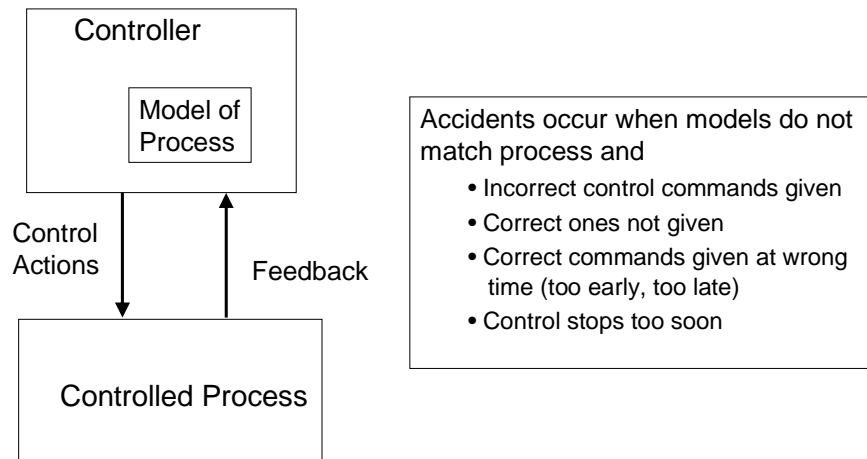 Controller
Model of
Process
Control
Actions
Feedback
Controlled Process
Accidents occur when models do not
match process and
• Incorrect control commands given
• Correct ones not given
• Correct commands given at wrong
time (too early, too late)
• Control stops too soon